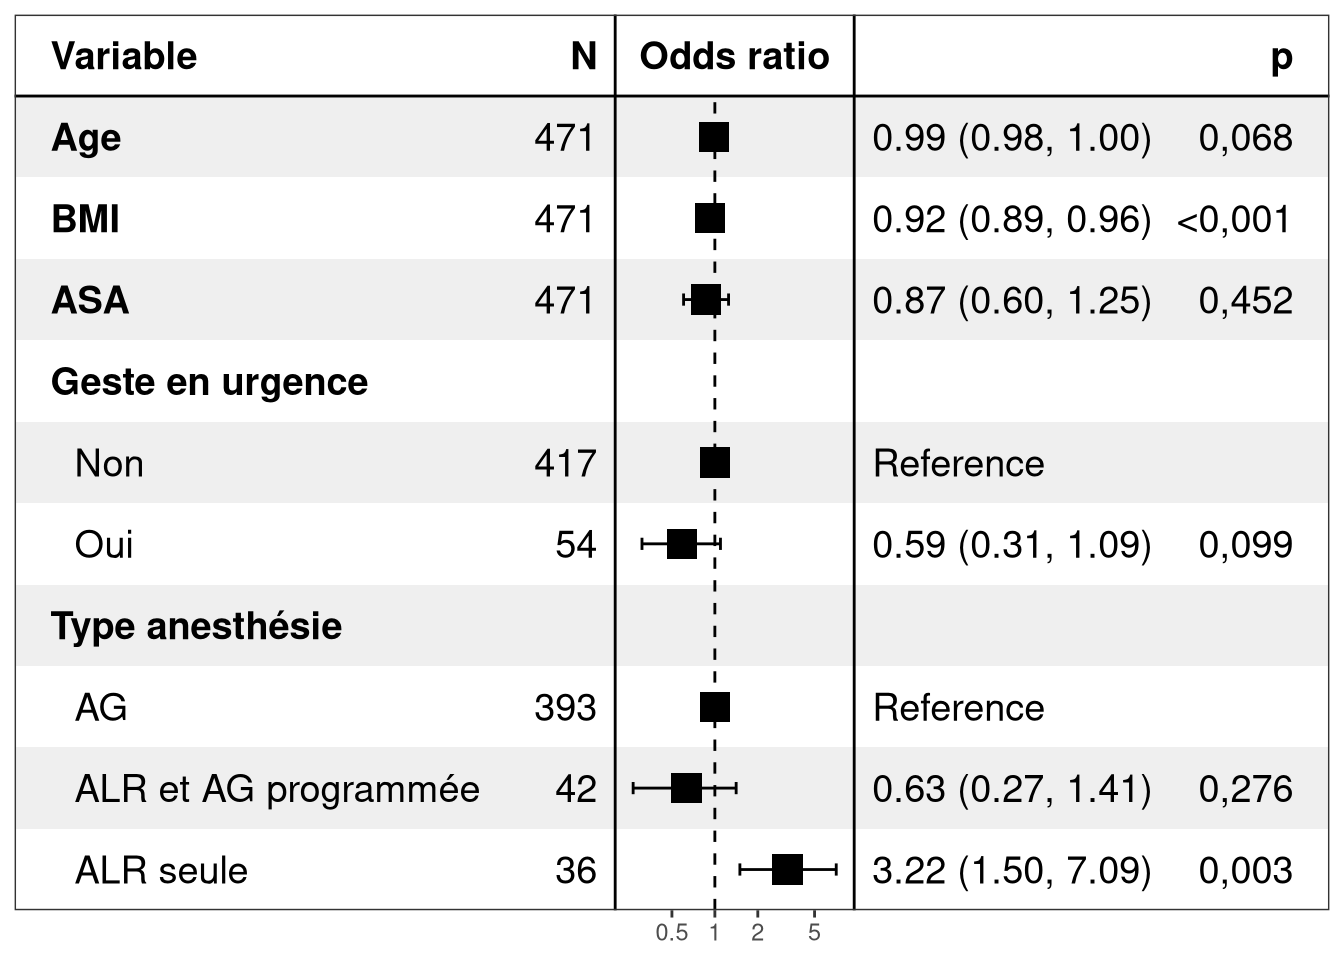 Variable N Odds ratio p
Age 471 0.99 (0.98, 1.00) 0,068
BMI 471 0.92 (0.89, 0.96) <0,001
ASA 471 0.87 (0.60, 1.25) 0,452
Geste en urgence
Non 417 Reference
Oui 54 0.59 (0.31, 1.09) 0,099
Type anesthésie
AG 393 Reference
ALR et AG programmée 42 0.63 (0.27, 1.41) 0,276
ALR seule 36 3.22 (1.50, 7.09) 0,003
0.5 1 2 5